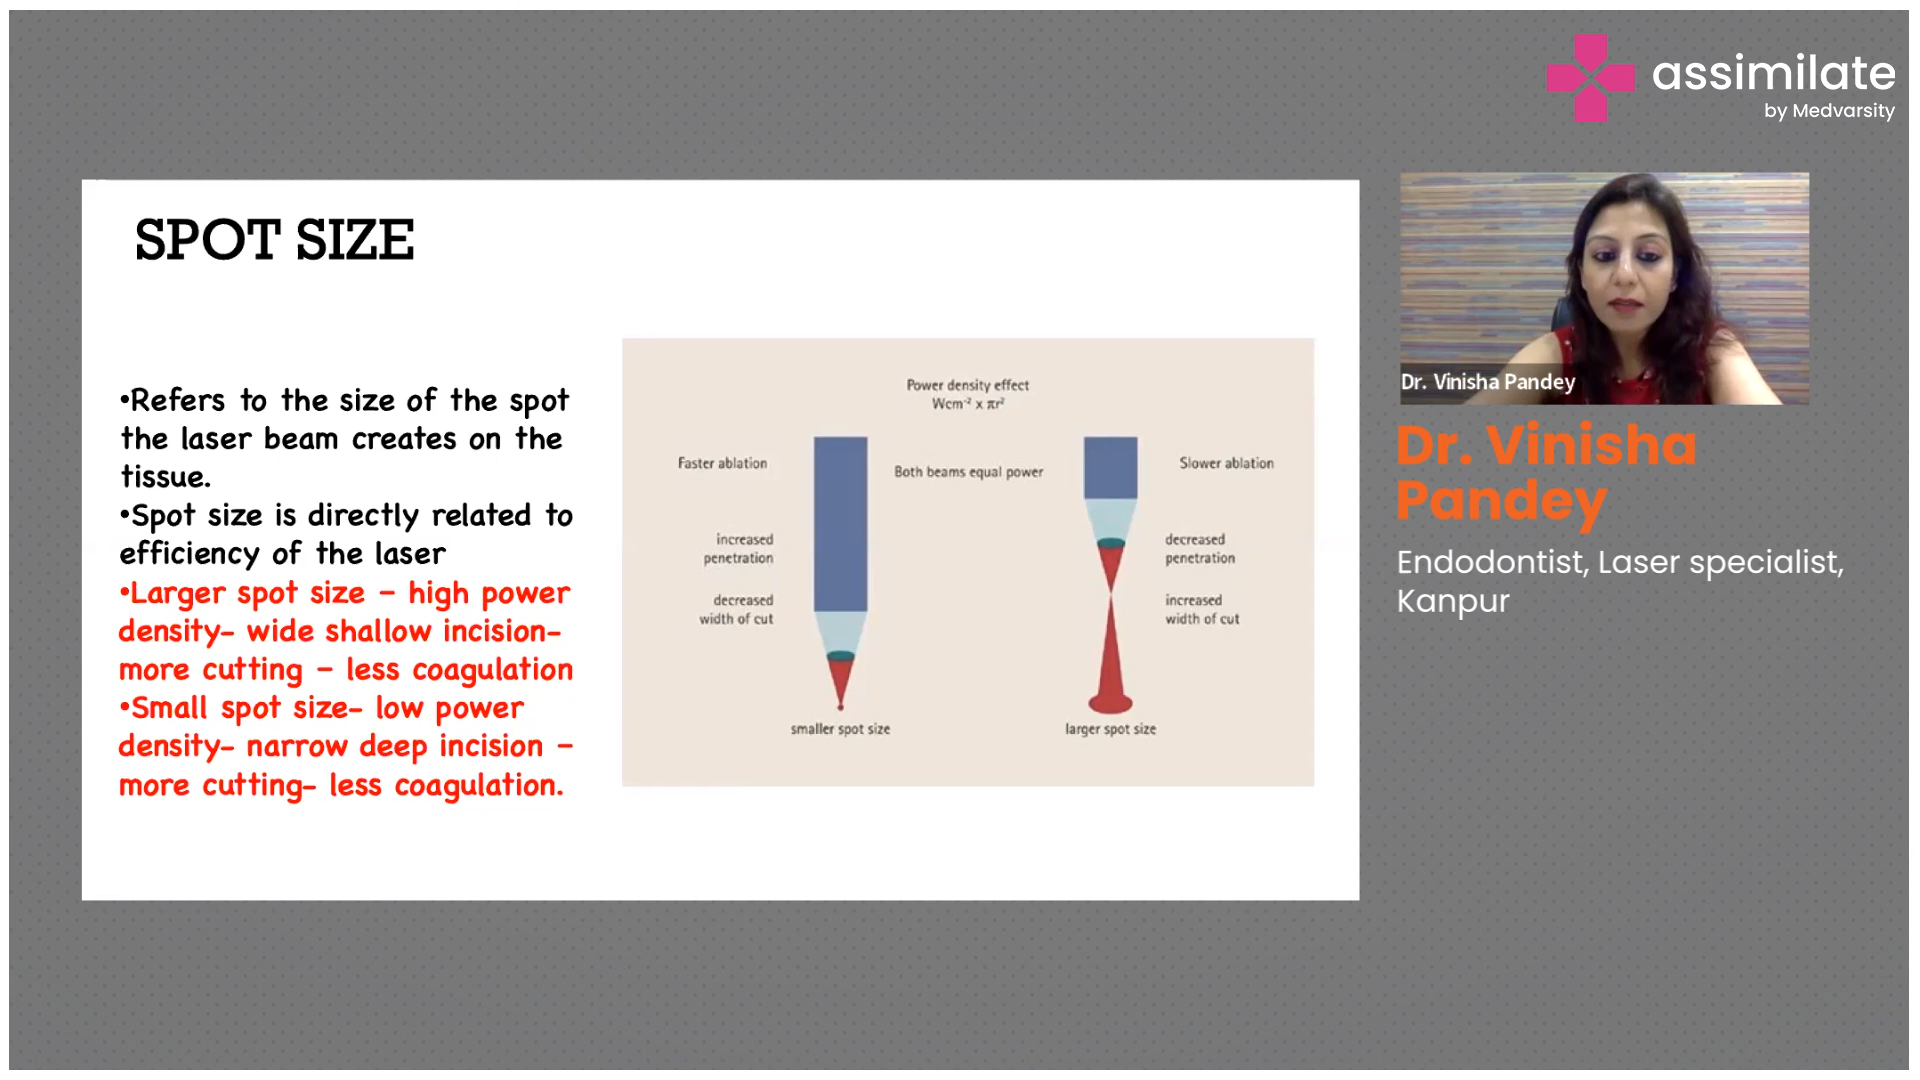 assimilate
by Medvarsity
SPOT SIZE
•Refers to the size of the spot
the laser beam creates on the
tissue.
•Spot size is directly related to
efficiency of the laser
•Larger spot size – high power
density- wide shallow incision-
more cutting – less coagulation
•Small spot size- low power
density- narrow deep incision –
more cutting- less coagulation.
Power density effect
Wcm⁻² x πr²
Faster ablation
Both beams equal power
Slower ablation
increased
penetration
decreased
width of cut
decreased
penetration
increased
width of cut
smaller spot size
larger spot size
Dr. Vinisha Pandey
Dr. Vinisha
Pandey
Endodontist, Laser specialist,
Kanpur